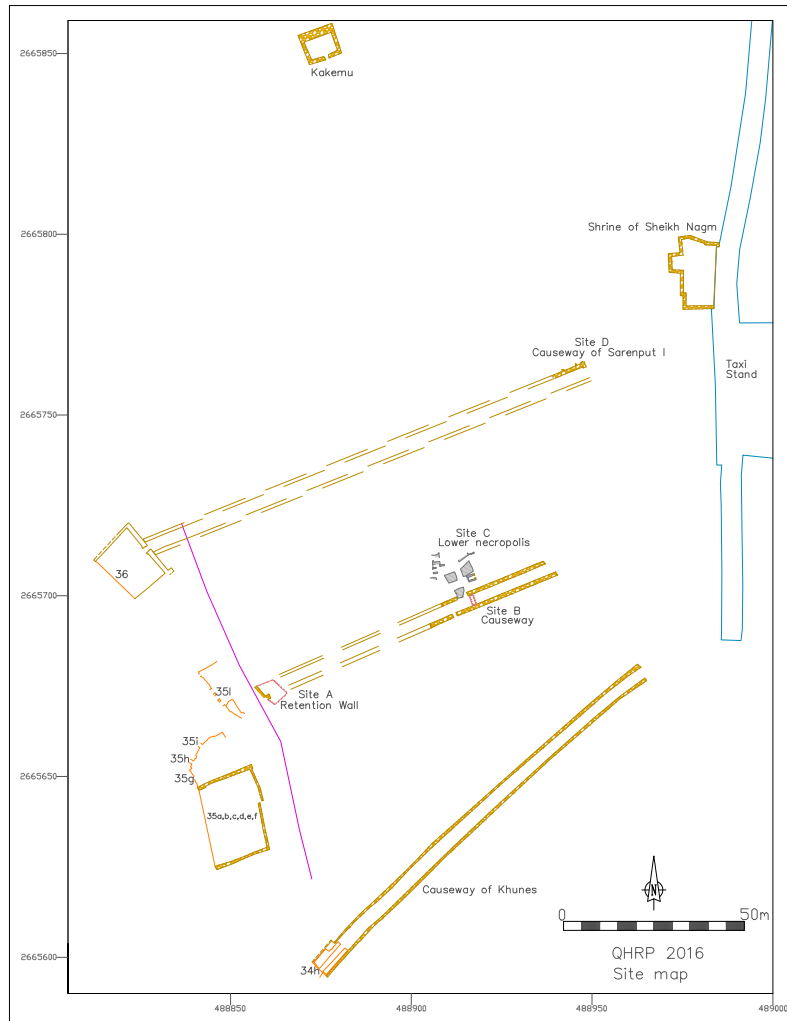 2665850
Kakemu
2665800
Shrine of Sheikh Nagm
Site D
Causeway of Sarenput I
Taxi
Stand
2665750
Site C
Lower necropolis
36
2665700
Site B
Causeway
35l
Site A
Retention Wall
35i
35h
35g
2665650
35a,b,c,d,e,f
Causeway of Khunes
N
0 50m
QHRP 2016
Site map
2665600
34h
488850 488900 488950 489000